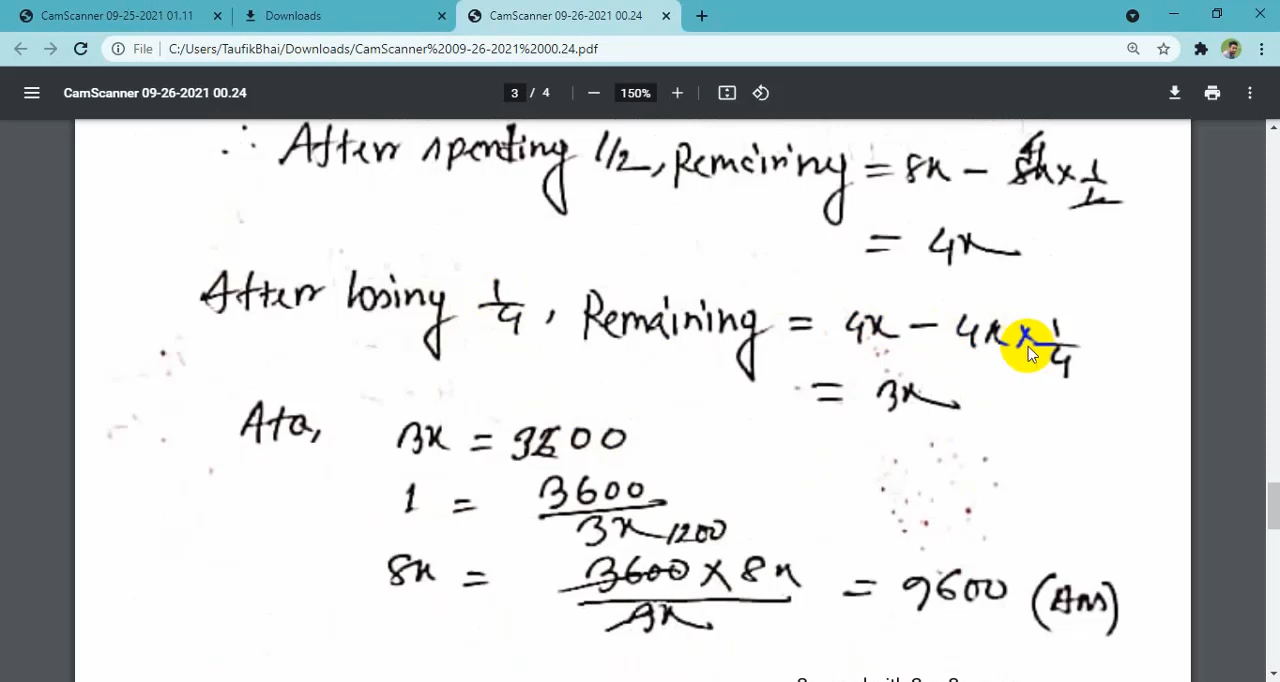 CamScanner 09-25-2021 01.11
Downloads
CamScanner 09-26-2021 00.24
File
C:/Users/TaufikBhai/Downloads/CamScanner%2009-26-2021%2000.24.pdf
CamScanner 09-26-2021 00.24
3 / 4
150%
∴ After spenting 1/2, Remaining = 8x - 8x × 1/2
= 4x
After losing 1/4, Remaining = 4x - 4x × 1/4
= 3x
Ata, 3x = 3600
1 = 3600/3x
1200
8x = 3600 × 8x / 3x = 9600 (Ans)